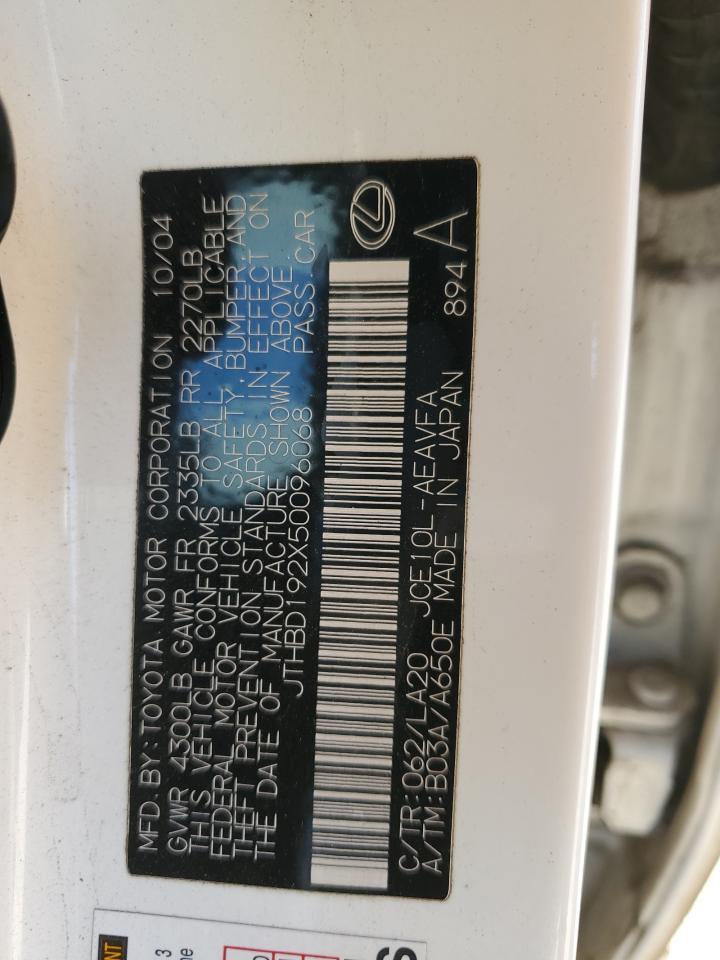 MFD. BY: TOYOTA MOTOR CORPORATION 10/04
GVWR 4300LB GAWR FR 2335LB RR 2270LB
THIS VEHICLE CONFORMS TO ALL APPLICABLE
FEDERAL MOTOR VEHICLE SAFETY, BUMPER AND
THEFT PREVENTION STANDARDS IN EFFECT ON
THE DATE OF MANUFACTURE SHOWN ABOVE.
JTHBD192X50096068 PASS. CAR
C/TR: 062/LA20 JCE10L-AEAVFA 894 A
A/TM: B03A/A650E MADE IN JAPAN
3